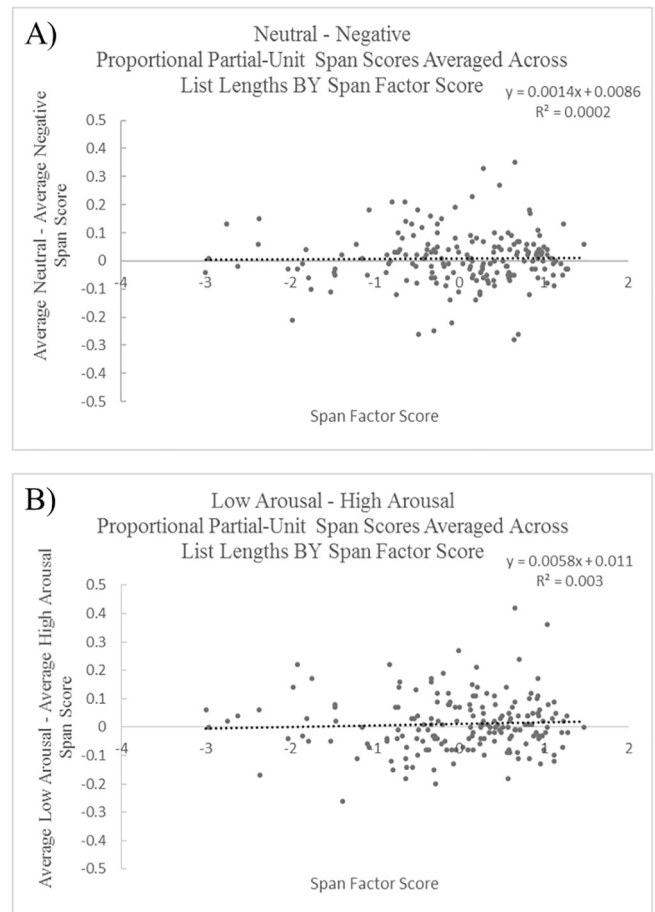 A)
Neutral - Negative
Proportional Partial-Unit Span Scores Averaged Across
List Lengths BY Span Factor Score
y = 0.0014x + 0.0086
R² = 0.0002
Average Neutral - Average Negative
Span Score
0.5
0.4
0.3
0.2
0.1
0
-0.1
-0.2
-0.3
-0.4
-0.5
-4 -3 -2 -1 0 1 2
Span Factor Score
B)
Low Arousal - High Arousal
Proportional Partial-Unit Span Scores Averaged Across
List Lengths BY Span Factor Score
y = 0.0058x + 0.011
R² = 0.003
Average Low Arousal - Average High Arousal
Span Score
0.5
0.4
0.3
0.2
0.1
0
-0.1
-0.2
-0.3
-0.4
-0.5
-4 -3 -2 -1 0 1 2
Span Factor Score